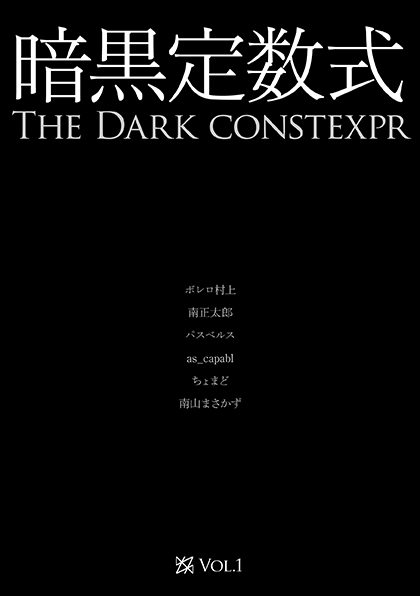 暗黒定数式
THE DARK CONSTEXPR
ボレロ村上
南正太郎
パスベルス
as_capabl
ちょまど
南山まさかず
VOL.1